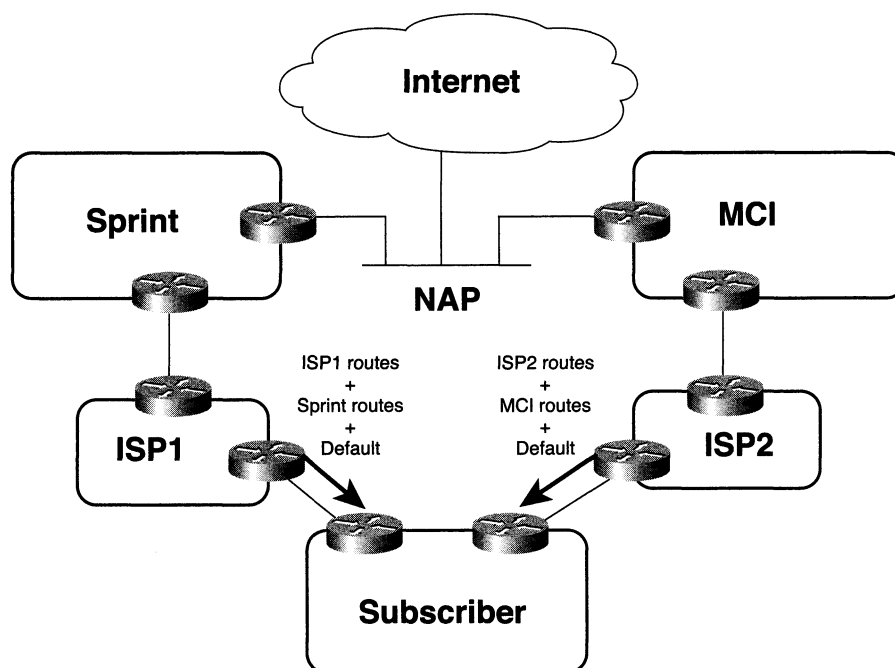 Internet
Sprint
MCI
NAP
ISP1 routes
+
Sprint routes
+
Default
ISP2 routes
+
MCI routes
+
Default
ISP1
ISP2
Subscriber